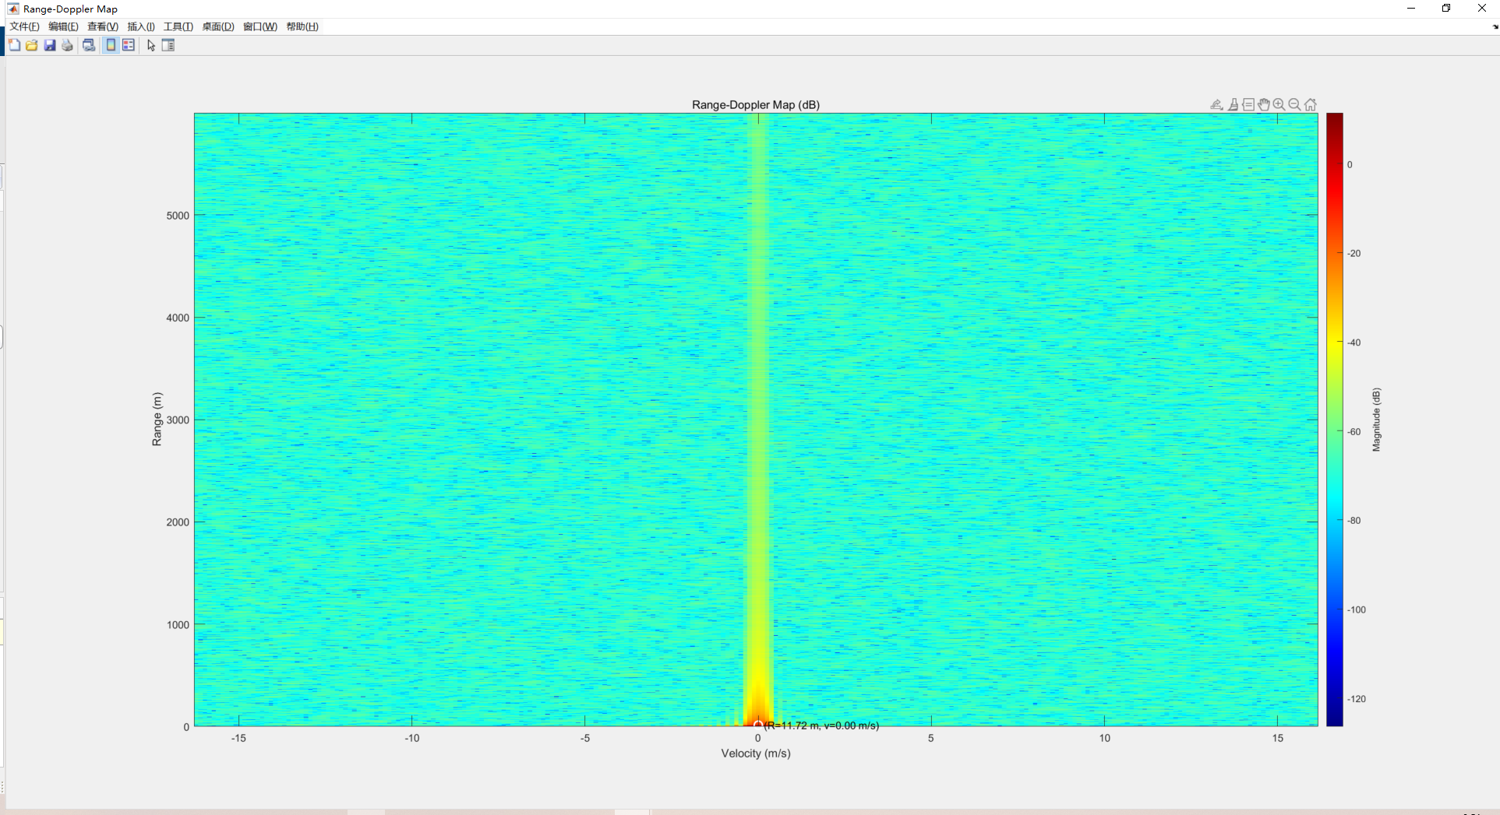 Range-Doppler Map
文件(F) 编辑(E) 查看(V) 插入(I) 工具(T) 桌面(D) 窗口(W) 帮助(H)
Range-Doppler Map (dB)
5000
4000
3000
2000
1000
0
Range (m)
(R=11.72 m, v=0.00 m/s)
-15 -10 -5 0 5 10 15
Velocity (m/s)
0
-20
-40
-60
-80
-100
-120
Magnitude (dB)